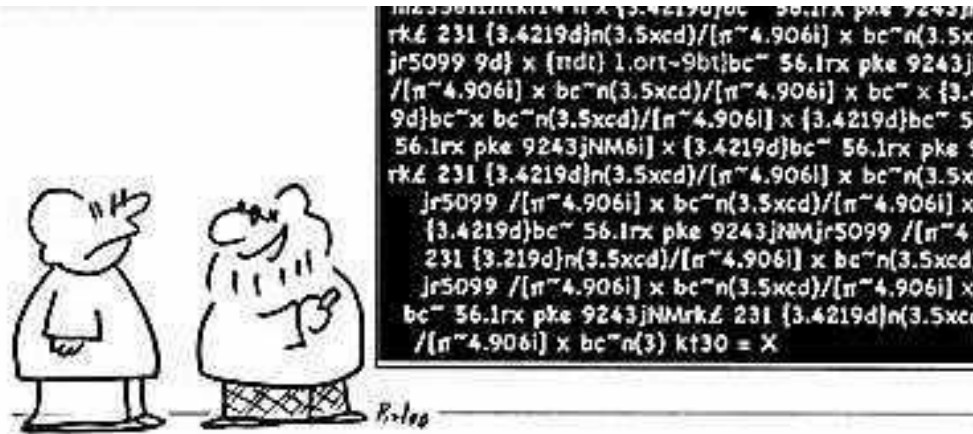 rk£ 231 {3.4219d}n(3.5xcd)/[π~4.906i] x bc~n(3.5x
jr5099 9d} x {πdt} 1.ort~9bt}bc~ 56.1rx pke 9243j
/[π~4.906i] x bc~n(3.5xcd)/[π~4.906i] x bc~ x {3.4
9d}bc~x bc~n(3.5xcd)/[π~4.906i] x {3.4219d}bc~ 5
56.1rx pke 9243jNM6i] x {3.4219d}bc~ 56.1rx pke 9
rk£ 231 {3.4219d}n(3.5xcd)/[π~4.906i] x bc~n(3.5x
jr5099 /[π~4.906i] x bc~n(3.5xcd)/[π~4.906i] x
{3.4219d}bc~ 56.1rx pke 9243jNMjr5099 /[π~4
231 {3.219d}n(3.5xcd)/[π~4.906i] x bc~n(3.5xcd
jr5099 /[π~4.906i] x bc~n(3.5xcd)/[π~4.906i] x
bc~ 56.1rx pke 9243jNMrk£ 231 {3.4219d}n(3.5xc
/[π~4.906i] x bc~n(3) kt30 = X